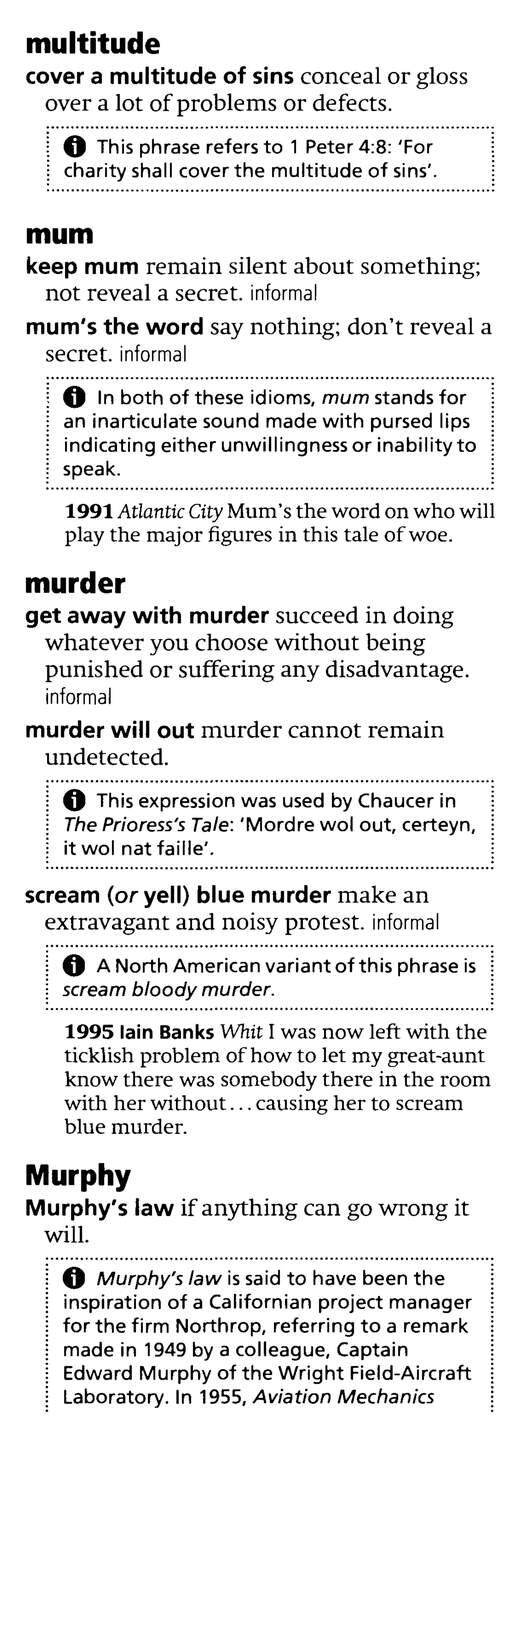 multitude
cover a multitude of sins conceal or gloss
over a lot of problems or defects.
ℹ This phrase refers to 1 Peter 4:8: ‘For
charity shall cover the multitude of sins’.
mum
keep mum remain silent about something;
not reveal a secret. informal
mum’s the word say nothing; don’t reveal a
secret. informal
ℹ In both of these idioms, mum stands for
an inarticulate sound made with pursed lips
indicating either unwillingness or inability to
speak.
1991 Atlantic City Mum’s the word on who will
play the major figures in this tale of woe.
murder
get away with murder succeed in doing
whatever you choose without being
punished or suffering any disadvantage.
informal
murder will out murder cannot remain
undetected.
ℹ This expression was used by Chaucer in
The Prioress’s Tale: ‘Mordre wol out, certeyn,
it wol nat faille’.
scream (or yell) blue murder make an
extravagant and noisy protest. informal
ℹ A North American variant of this phrase is
scream bloody murder.
1995 Iain Banks Whit I was now left with the
ticklish problem of how to let my great-aunt
know there was somebody there in the room
with her without... causing her to scream
blue murder.
Murphy
Murphy’s law if anything can go wrong it
will.
ℹ Murphy’s law is said to have been the
inspiration of a Californian project manager
for the firm Northrop, referring to a remark
made in 1949 by a colleague, Captain
Edward Murphy of the Wright Field-Aircraft
Laboratory. In 1955, Aviation Mechanics